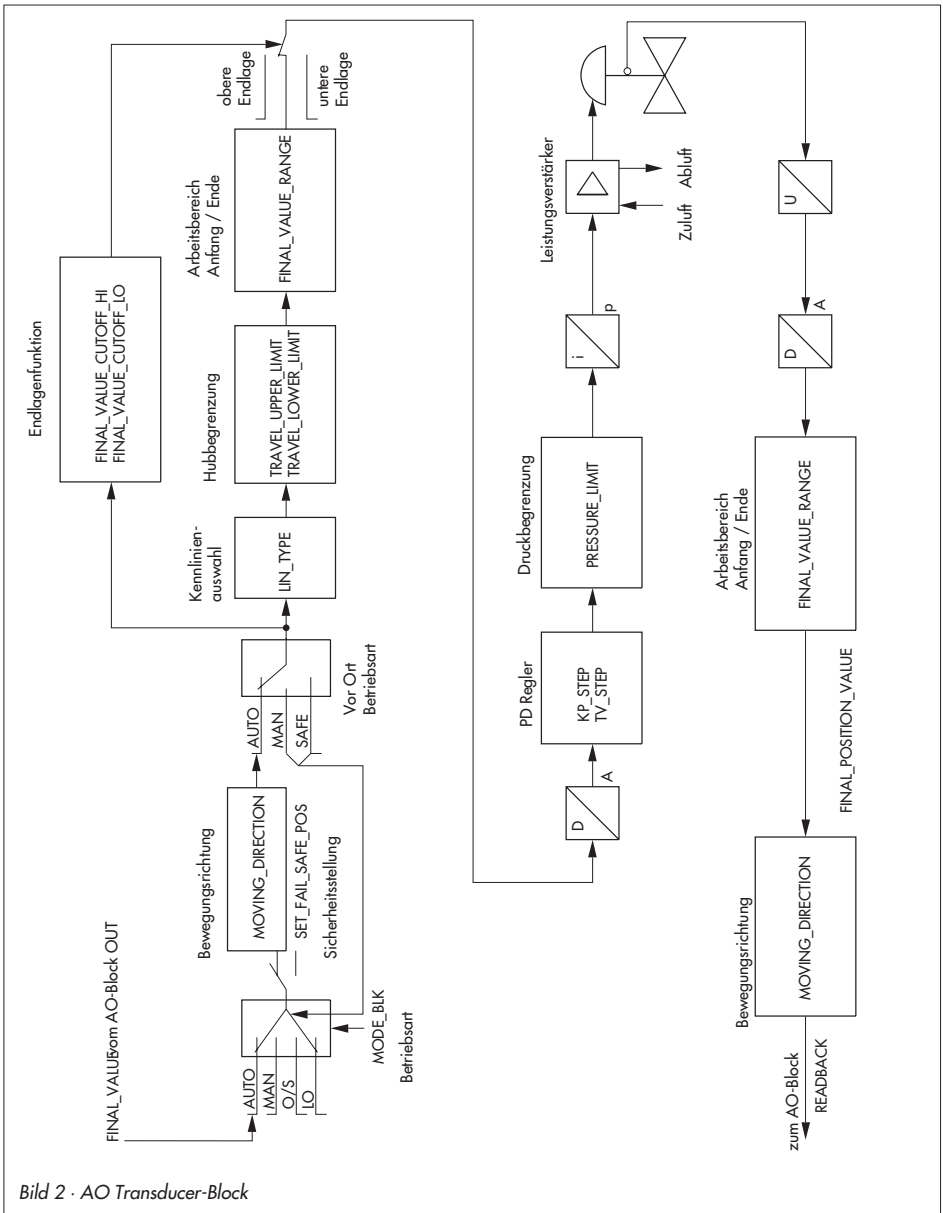 FINAL_VALUE vom AO-Block OUT
AUTO
MAN
O/S
LO
MODE_BLK
Betriebsart
Bewegungsrichtung
MOVING_DIRECTION
SET_FAIL_SAFE_POS
Sicherheitsstellung
AUTO
MAN
SAFE
Vor Ort
Betriebsart
Kennlinien-
auswahl
LIN_TYPE
Hubbegrenzung
TRAVEL_UPPER_LIMIT
TRAVEL_LOWER_LIMIT
Arbeitsbereich
Anfang / Ende
FINAL_VALUE_RANGE
Endlagenfunktion
FINAL_VALUE_CUTOFF_HI
FINAL_VALUE_CUTOFF_LO
obere
Endlage
untere
Endlage
D
A
PD Regler
KP_STEP
TV_STEP
Druckbegrenzung
PRESSURE_LIMIT
i
p
Leistungsverstärker
Zuluft
Abluft
U
D
A
Arbeitsbereich
Anfang / Ende
FINAL_VALUE_RANGE
FINAL_POSITION_VALUE
Bewegungsrichtung
MOVING_DIRECTION
zum AO-Block
READBACK
Bild 2 · AO Transducer-Block